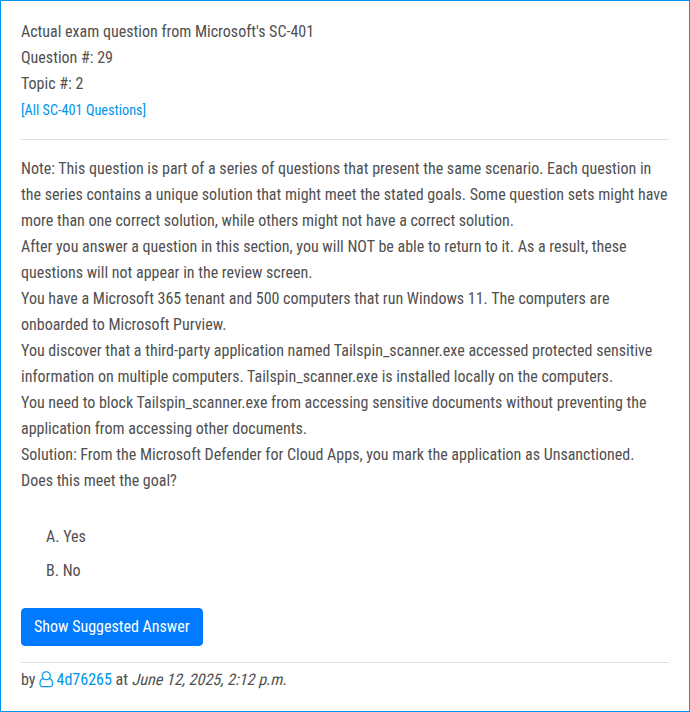 Actual exam question from Microsoft's SC-401
Question #: 29
Topic #: 2
[All SC-401 Questions]
Note: This question is part of a series of questions that present the same scenario. Each question in
the series contains a unique solution that might meet the stated goals. Some question sets might have
more than one correct solution, while others might not have a correct solution.
After you answer a question in this section, you will NOT be able to return to it. As a result, these
questions will not appear in the review screen.
You have a Microsoft 365 tenant and 500 computers that run Windows 11. The computers are
onboarded to Microsoft Purview.
You discover that a third-party application named Tailspin_scanner.exe accessed protected sensitive
information on multiple computers. Tailspin_scanner.exe is installed locally on the computers.
You need to block Tailspin_scanner.exe from accessing sensitive documents without preventing the
application from accessing other documents.
Solution: From the Microsoft Defender for Cloud Apps, you mark the application as Unsanctioned.
Does this meet the goal?
A. Yes
B. No
Show Suggested Answer
by 4d76265 at June 12, 2025, 2:12 p.m.